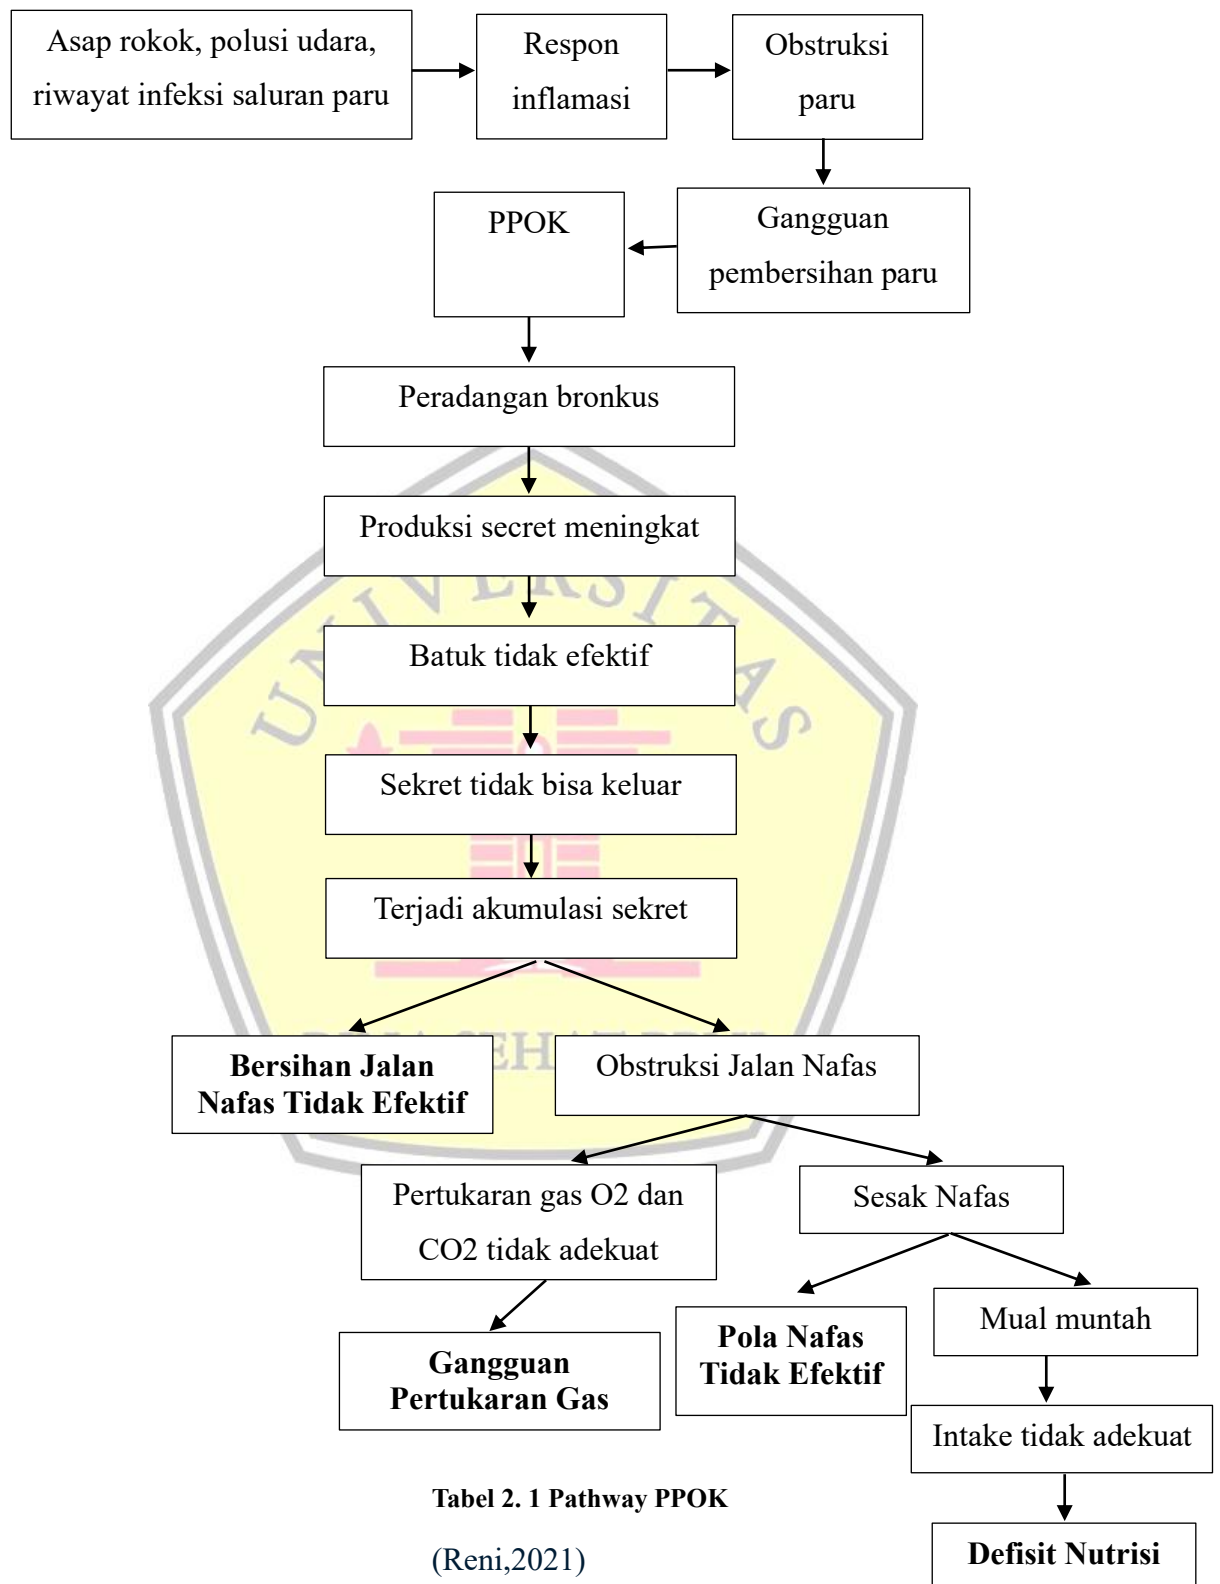 Asap rokok, polusi udara,
riwayat infeksi saluran paru
Respon
inflamasi
Obstruksi
paru
Gangguan
pembersihan paru
PPOK
Peradangan bronkus
Produksi secret meningkat
UNIVERSITAS
Batuk tidak efektif
Sekret tidak bisa keluar
Terjadi akumulasi sekret
Bersihan Jalan
Nafas Tidak Efektif
Obstruksi Jalan Nafas
Pertukaran gas O2 dan
CO2 tidak adekuat
Sesak Nafas
Gangguan
Pertukaran Gas
Pola Nafas
Tidak Efektif
Mual muntah
Intake tidak adekuat
Defisit Nutrisi
Tabel 2. 1 Pathway PPOK
(Reni,2021)